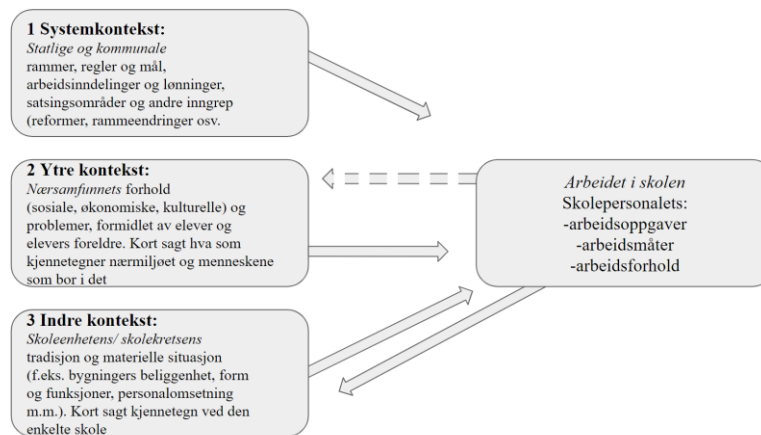 1 Systemkontekst:
Statlige og kommunale
rammer, regler og mål,
arbeidsinndelinger og lønninger,
satsingsområder og andre inngrep
(reformer, rammeendringer osv.
2 Ytre kontekst:
Nærsamfunnets forhold
(sosiale, økonomiske, kulturelle) og
problemer, formidlet av elever og
elevers foreldre. Kort sagt hva som
kjennetegner nærmiljøet og menneskene
som bor i det
3 Indre kontekst:
Skoleenhetens/ skolekretsens
tradisjon og materielle situasjon
(f.eks. bygningers beliggenhet, form
og funksjoner, personalomsetning
m.m.). Kort sagt kjennetegn ved den
enkelte skole
Arbeidet i skolen
Skolepersonalets:
-arbeidsoppgaver
-arbeidsmåter
-arbeidsforhold